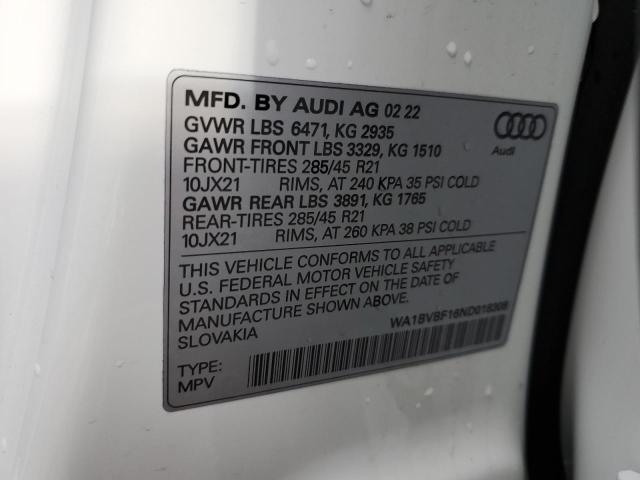 MFD. BY AUDI AG 02 22
GVWR LBS 6471, KG 2935
GAWR FRONT LBS 3329, KG 1510
FRONT-TIRES 285/45 R21
10JX21 RIMS, AT 240 KPA 35 PSI COLD
GAWR REAR LBS 3891, KG 1765
REAR-TIRES 285/45 R21
10JX21 RIMS, AT 260 KPA 38 PSI COLD
Audi
THIS VEHICLE CONFORMS TO ALL APPLICABLE
U.S. FEDERAL MOTOR VEHICLE SAFETY
STANDARDS IN EFFECT ON THE DATE OF
MANUFACTURE SHOWN ABOVE.
SLOVAKIA
TYPE:
MPV